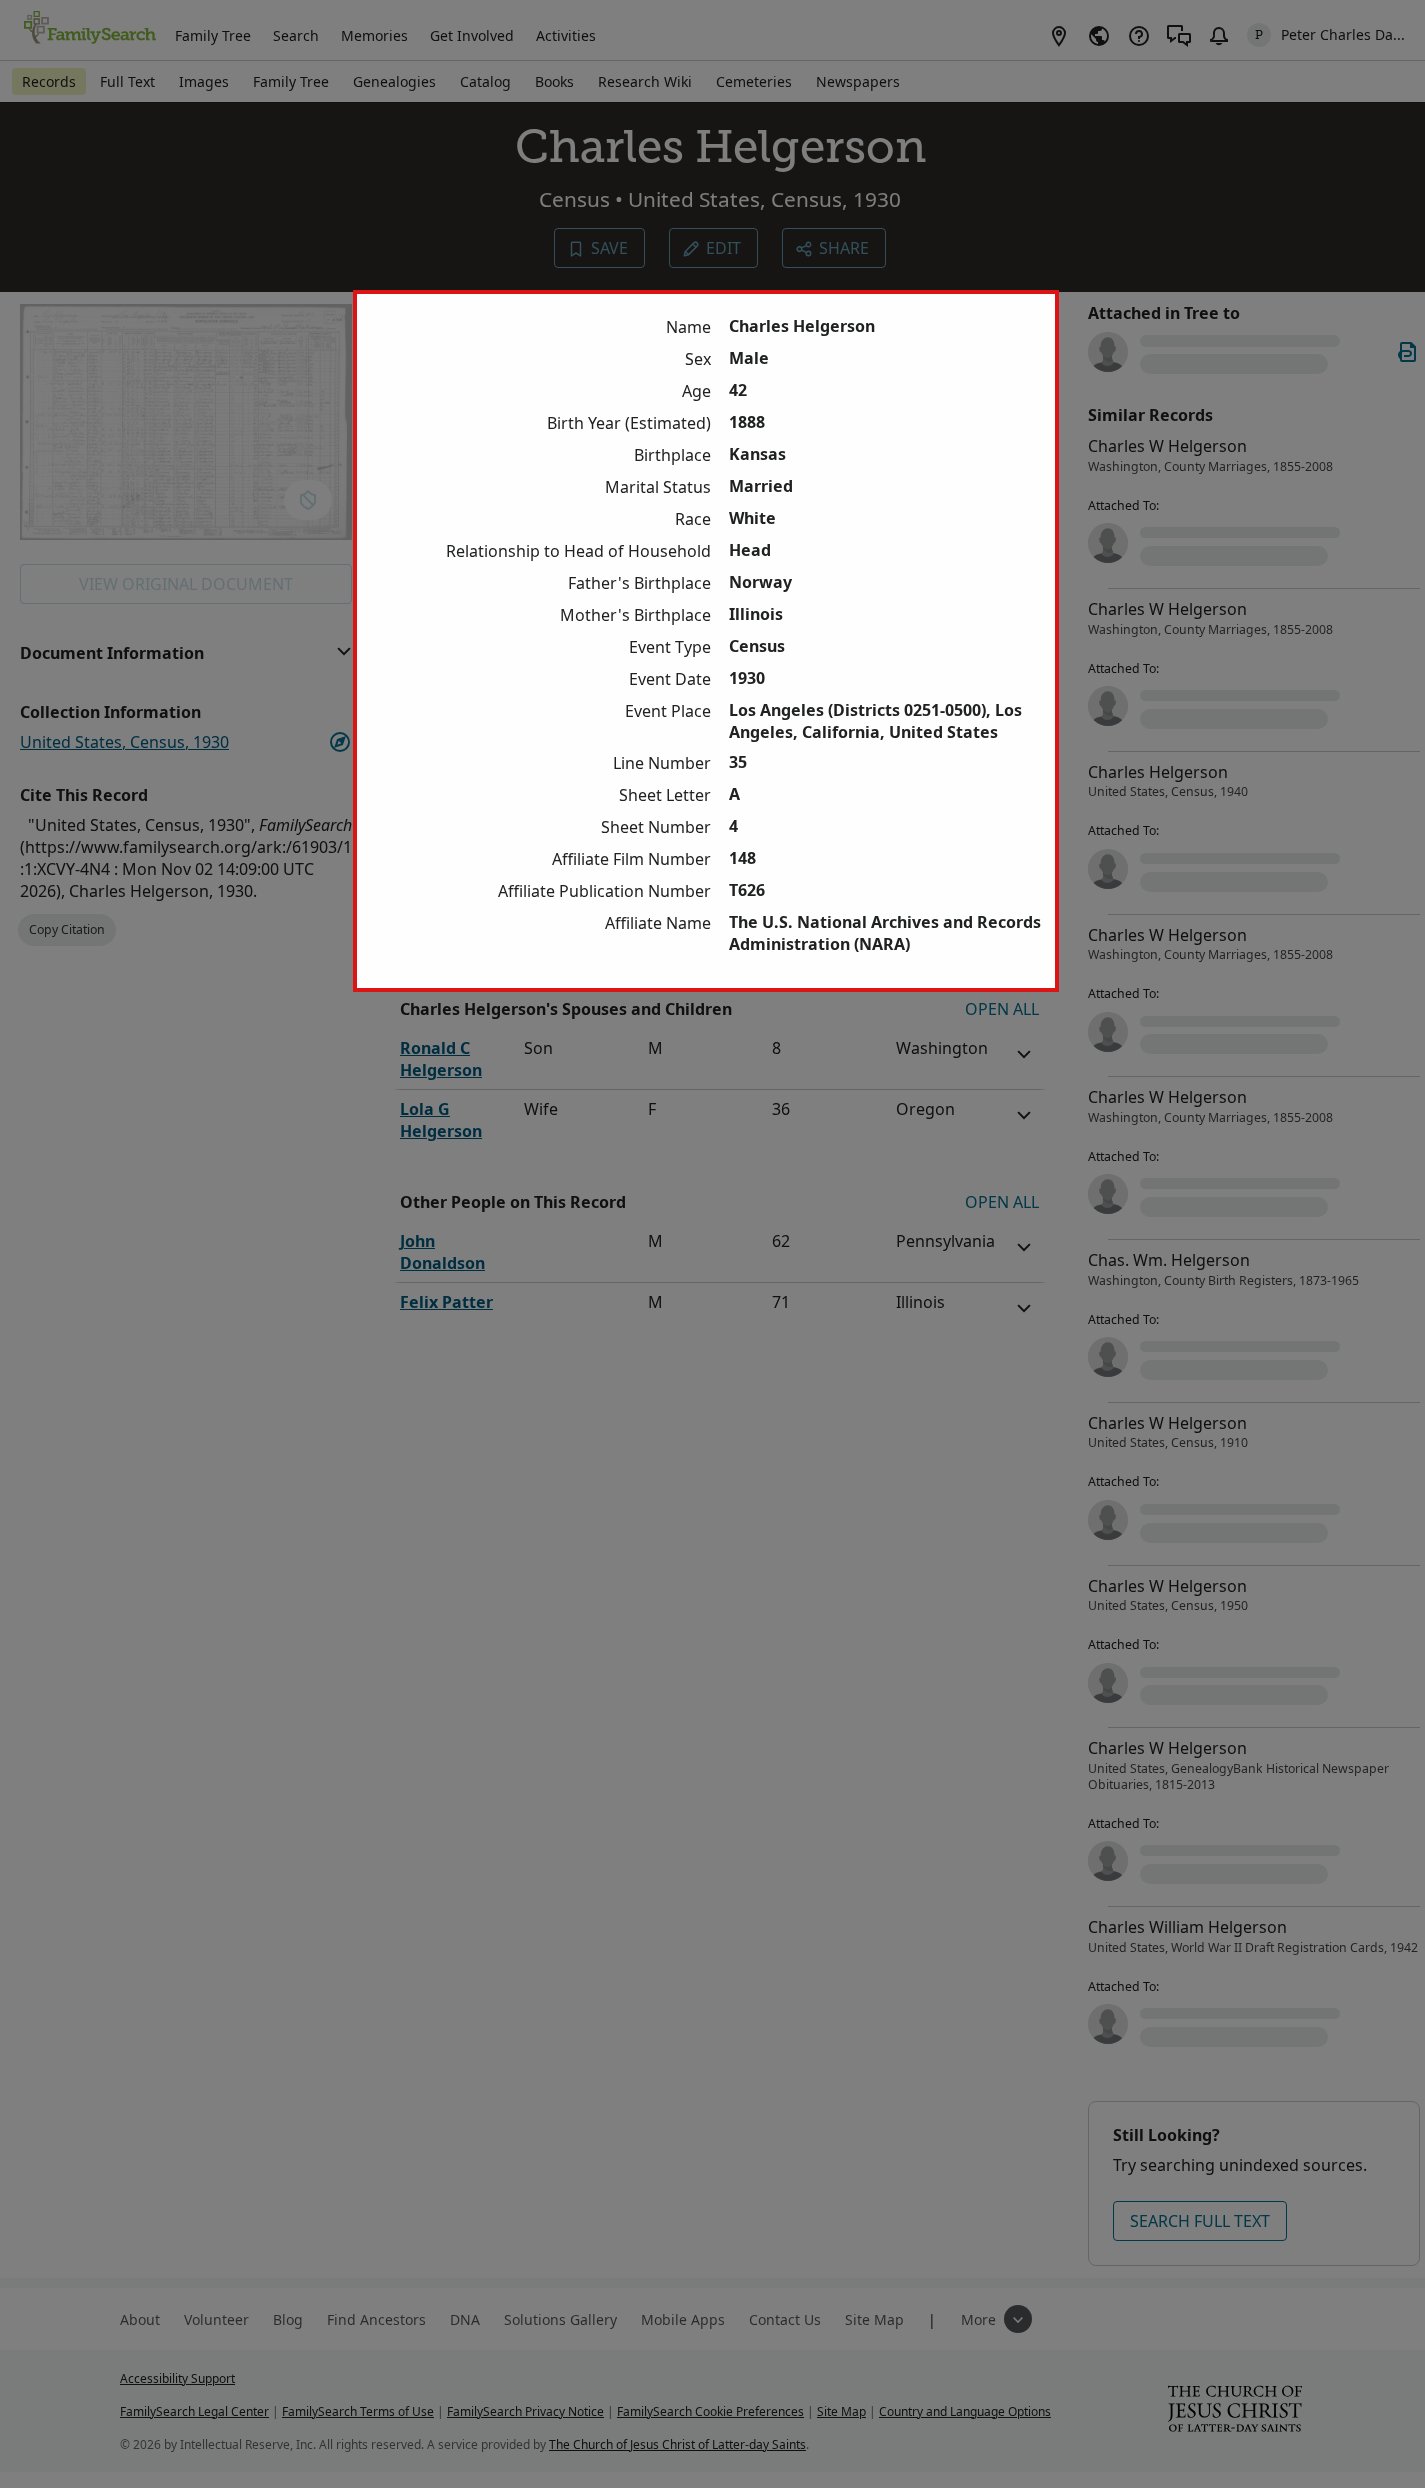 FamilySearch
Family Tree Search Memories Get Involved Activities
P Peter Charles Da...
Records Full Text Images Family Tree Genealogies Catalog Books Research Wiki Cemeteries Newspapers
Charles Helgerson
Census • United States, Census, 1930
SAVE EDIT SHARE
VIEW ORIGINAL DOCUMENT
Document Information
Collection Information
United States, Census, 1930
Cite This Record
"United States, Census, 1930", FamilySearch
(https://www.familysearch.org/ark:/61903/1
:1:XCVY-4N4 : Mon Nov 02 14:09:00 UTC
2026), Charles Helgerson, 1930.
Copy Citation
Name Charles Helgerson
Sex Male
Age 42
Birth Year (Estimated) 1888
Birthplace Kansas
Marital Status Married
Race White
Relationship to Head of Household Head
Father's Birthplace Norway
Mother's Birthplace Illinois
Event Type Census
Event Date 1930
Event Place Los Angeles (Districts 0251-0500), Los
Angeles, California, United States
Line Number 35
Sheet Letter A
Sheet Number 4
Affiliate Film Number 148
Affiliate Publication Number T626
Affiliate Name The U.S. National Archives and Records
Administration (NARA)
Charles Helgerson's Spouses and Children OPEN ALL
Ronald C Son M 8 Washington
Helgerson
Lola G Wife F 36 Oregon
Helgerson
Other People on This Record OPEN ALL
John M 62 Pennsylvania
Donaldson
Felix Patter M 71 Illinois
Attached in Tree to
Similar Records
Charles W Helgerson
Washington, County Marriages, 1855-2008
Attached To:
Charles W Helgerson
Washington, County Marriages, 1855-2008
Attached To:
Charles Helgerson
United States, Census, 1940
Attached To:
Charles W Helgerson
Washington, County Marriages, 1855-2008
Attached To:
Charles W Helgerson
Washington, County Marriages, 1855-2008
Attached To:
Chas. Wm. Helgerson
Washington, County Birth Registers, 1873-1965
Attached To:
Charles W Helgerson
United States, Census, 1910
Attached To:
Charles W Helgerson
United States, Census, 1950
Attached To:
Charles W Helgerson
United States, GenealogyBank Historical Newspaper
Obituaries, 1815-2013
Attached To:
Charles William Helgerson
United States, World War II Draft Registration Cards, 1942
Attached To:
Still Looking?
Try searching unindexed sources.
SEARCH FULL TEXT
About Volunteer Blog Find Ancestors DNA Solutions Gallery Mobile Apps Contact Us Site Map | More
Accessibility Support
FamilySearch Legal Center | FamilySearch Terms of Use | FamilySearch Privacy Notice | FamilySearch Cookie Preferences | Site Map | Country and Language Options
© 2026 by Intellectual Reserve, Inc. All rights reserved. A service provided by The Church of Jesus Christ of Latter-day Saints.
THE CHURCH OF
JESUS CHRIST
OF LATTER-DAY SAINTS